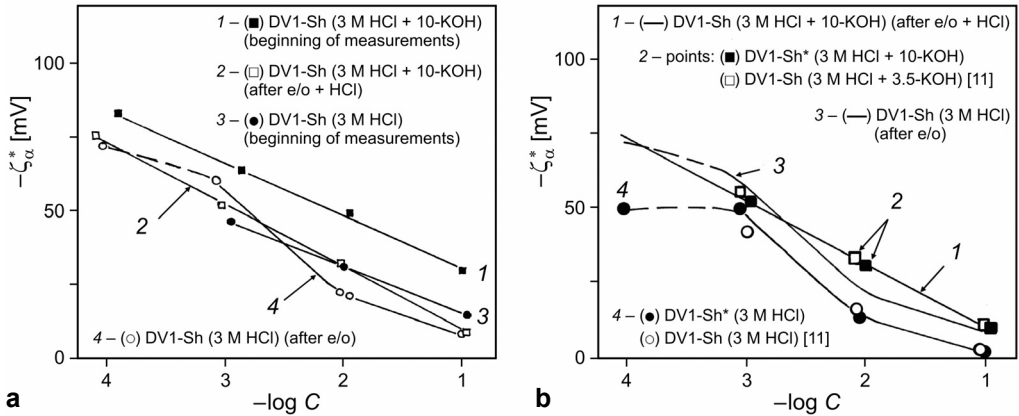 1 – (■) DV1-Sh (3 M HCl + 10-KOH)
(beginning of measurements)
2 – (□) DV1-Sh (3 M HCl + 10-KOH)
(after e/o + HCl)
3 – (●) DV1-Sh (3 M HCl)
(beginning of measurements)
100
50
0
–ζα* [mV]
2
4
1
3
4 – (○) DV1-Sh (3 M HCl) (after e/o)
4 3 2 1
–log C
a
1 – (—) DV1-Sh (3 M HCl + 10-KOH) (after e/o + HCl)
2 – points: (■) DV1-Sh* (3 M HCl + 10-KOH)
(□) DV1-Sh (3 M HCl + 3.5-KOH) [11]
3 – (—) DV1-Sh (3 M HCl)
(after e/o)
100
50
0
–ζα* [mV]
3
4
2
1
4 – (●) DV1-Sh* (3 M HCl)
(○) DV1-Sh (3 M HCl) [11]
4 3 2 1
–log C
b